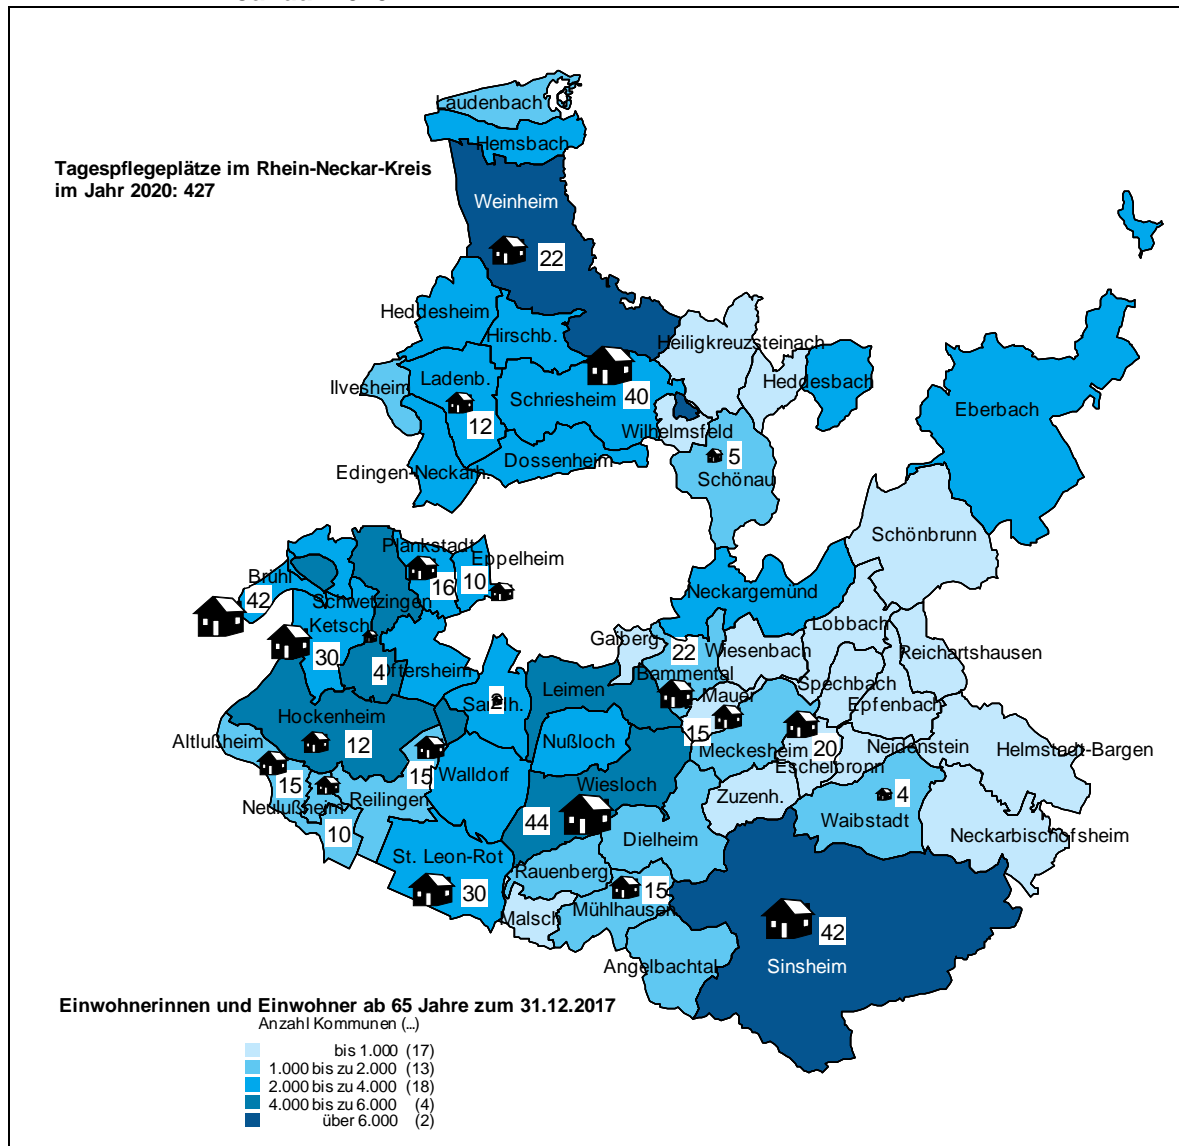 Laudenbach
Hemsbach
Tagespflegeplätze im Rhein-Neckar-Kreis
im Jahr 2020: 427
Weinheim
22
Heddesheim
Hirschb.
Heiligkreuzsteinach
Ilvesheim
Ladenb.
Heddesbach
Schriesheim
40
Eberbach
12
Wilhelmsfeld
Edingen-Neckarh.
Dossenheim
5
Schönau
Schönbrunn
Plankstadt
Eppelheim
Brühl
16
10
42
Schwetzingen
Neckargemünd
Ketsch
Lobbach
30
Gaiberg
22
Wiesenbach
Reichartshausen
4
Oftersheim
Leimen
Bammental
Spechbach
Mauer
Epfenbach
Sandh.
2
Hockenheim
12
Nußloch
15
Meckesheim
20
Neidenstein
Helmstadt-Bargen
Altlußheim
Eschelbronn
15
15
Walldorf
Wiesloch
Zuzenh.
4
Neulußheim
Reilingen
44
Waibstadt
Neckarbischofsheim
10
Dielheim
St. Leon-Rot
Rauenberg
30
15
Malsch
Mühlhausen
42
Angelbachtal
Sinsheim
Einwohnerinnen und Einwohner ab 65 Jahre zum 31.12.2017
Anzahl Kommunen (...)
bis 1.000 (17)
1.000 bis zu 2.000 (13)
2.000 bis zu 4.000 (18)
4.000 bis zu 6.000 (4)
über 6.000 (2)